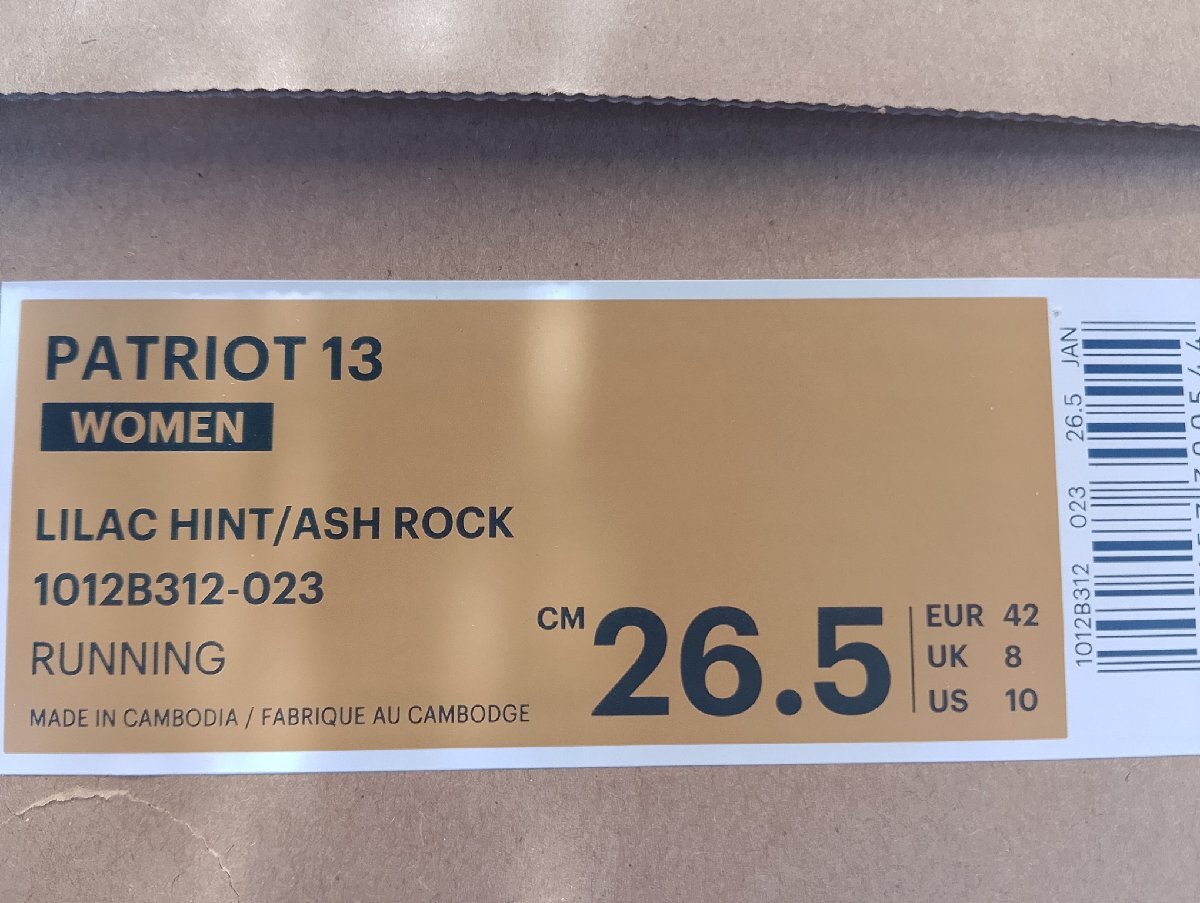 PATRIOT 13
WOMEN
LILAC HINT/ASH ROCK
1012B312-023
RUNNING
MADE IN CAMBODIA / FABRIQUE AU CAMBODGE
CM 26.5
EUR 42
UK 8
US 10
1012B312 023 26.5 JAN